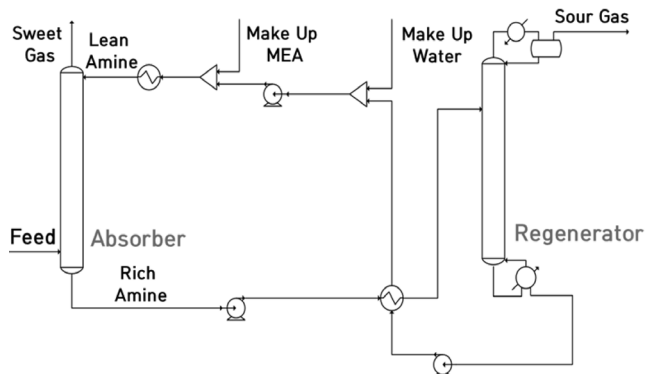 Sweet
Gas
Lean
Amine
Make Up
MEA
Make Up
Water
Sour Gas
Feed
Absorber
Regenerator
Rich
Amine